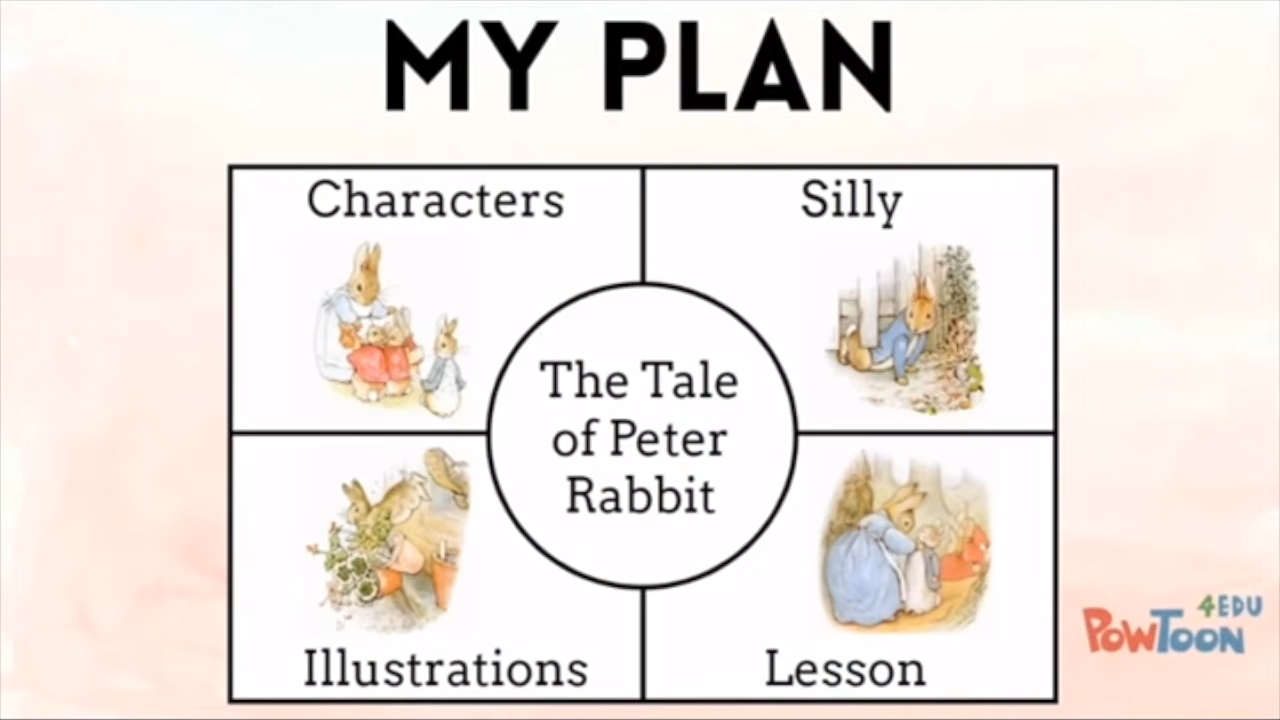 MY PLAN
Characters
Silly
The Tale
of Peter
Rabbit
Illustrations
Lesson
4EDU
POWTOON